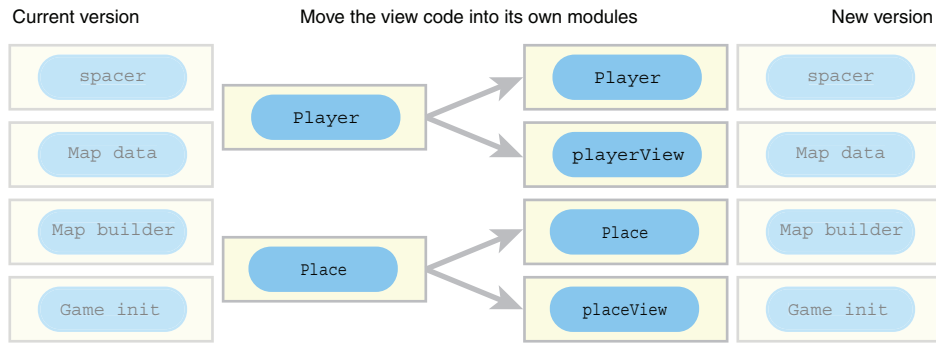 Current version
Move the view code into its own modules
New version
spacer
Player
Player
spacer
Map data
playerView
Map data
Map builder
Place
Place
Map builder
Game init
placeView
Game init